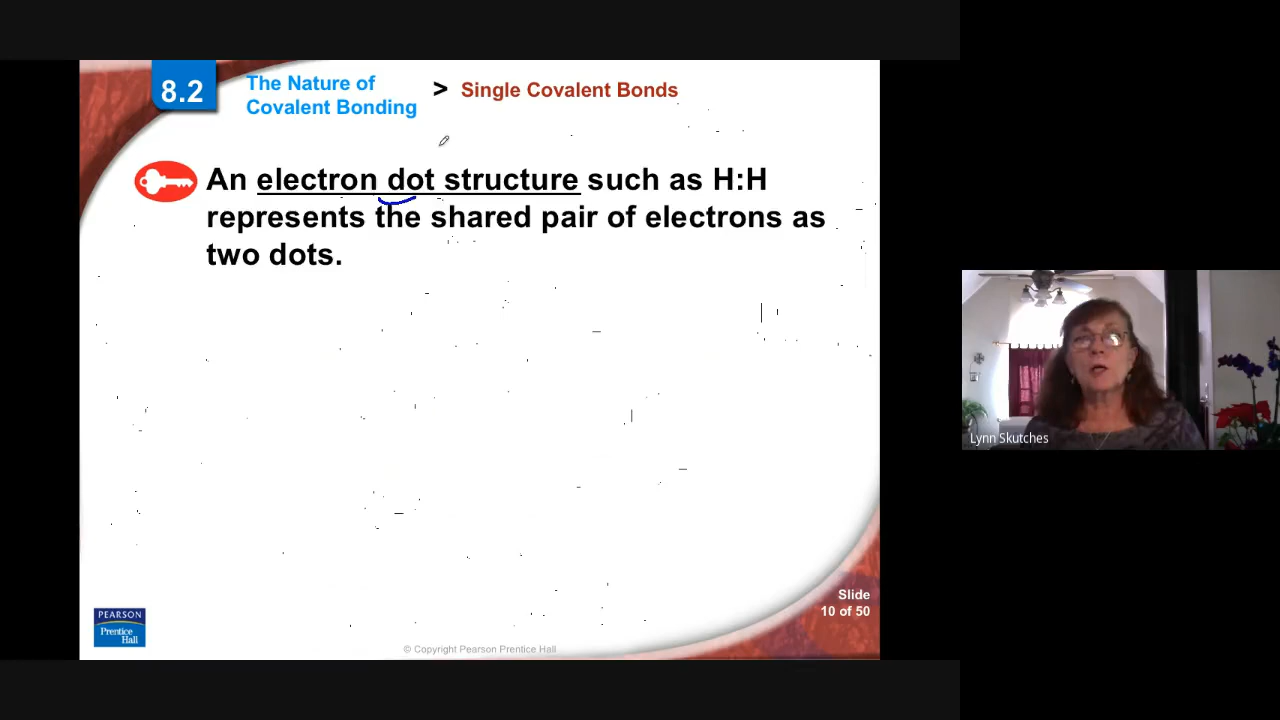 8.2
The Nature of
Covalent Bonding
> Single Covalent Bonds
An electron dot structure such as H:H
represents the shared pair of electrons as
two dots.
Lynn Skutches
Slide
10 of 50
PEARSON
Prentice
Hall
© Copyright Pearson Prentice Hall